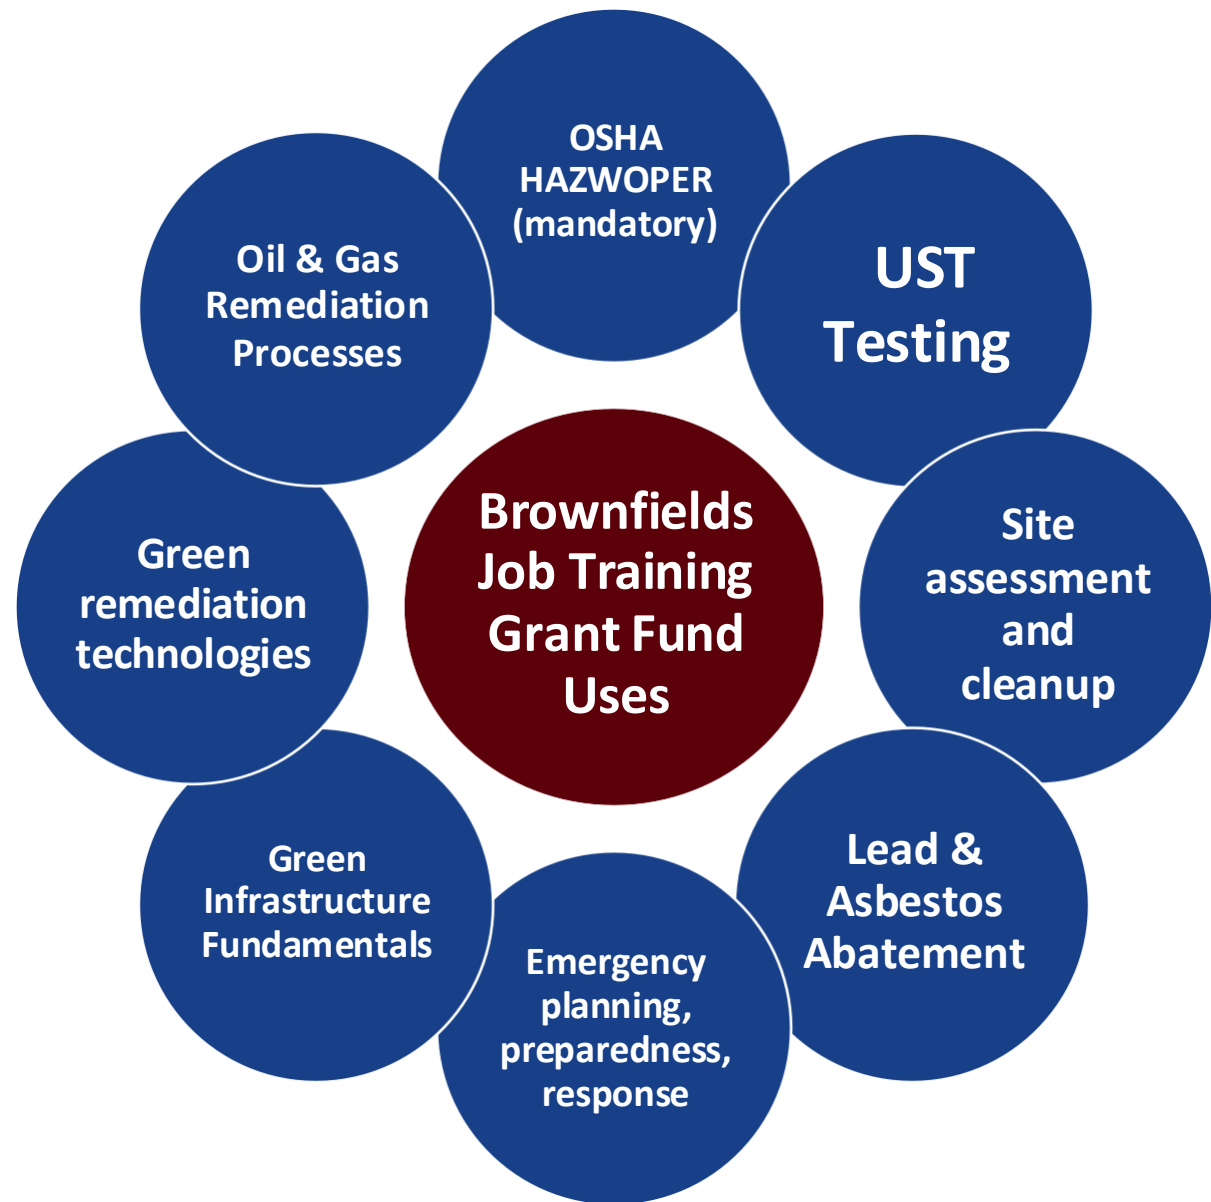 OSHA
HAZWOPER
(mandatory)
UST
Testing
Site
assessment
and
cleanup
Lead &
Asbestos
Abatement
Emergency
planning,
preparedness,
response
Green
Infrastructure
Fundamentals
Green
remediation
technologies
Oil & Gas
Remediation
Processes
Brownfields
Job Training
Grant Fund
Uses